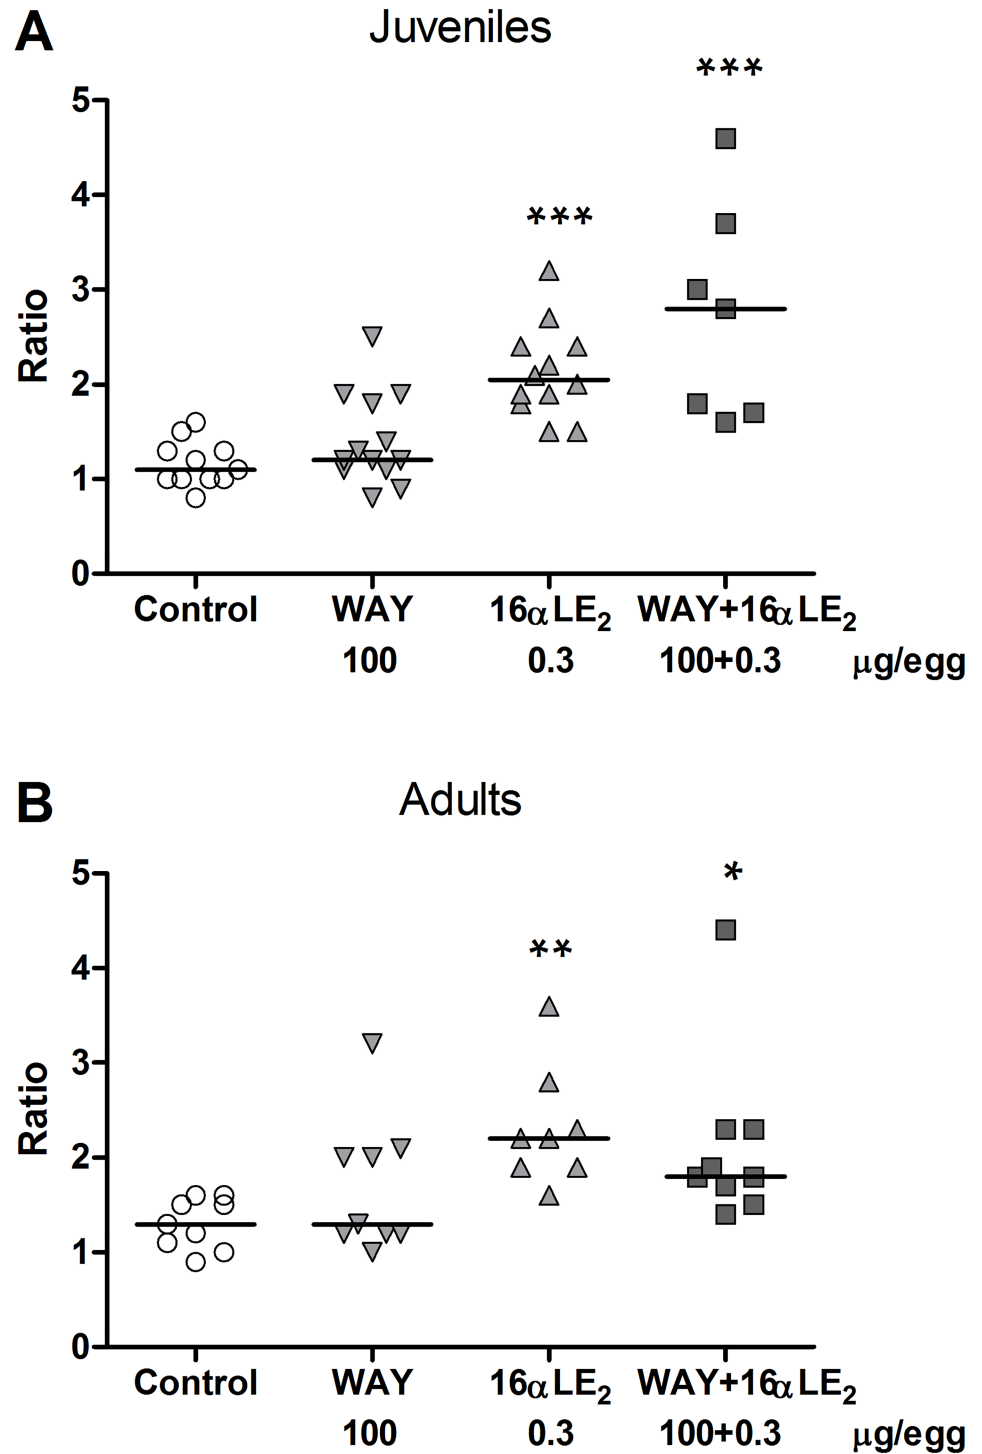 A Juveniles
***
***
5
4
3
2
1
0
Ratio
Control WAY 16αLE₂ WAY+16αLE₂
100 0.3 100+0.3 μg/egg
B Adults
*
**
5
4
3
2
1
0
Ratio
Control WAY 16αLE₂ WAY+16αLE₂
100 0.3 100+0.3 μg/egg